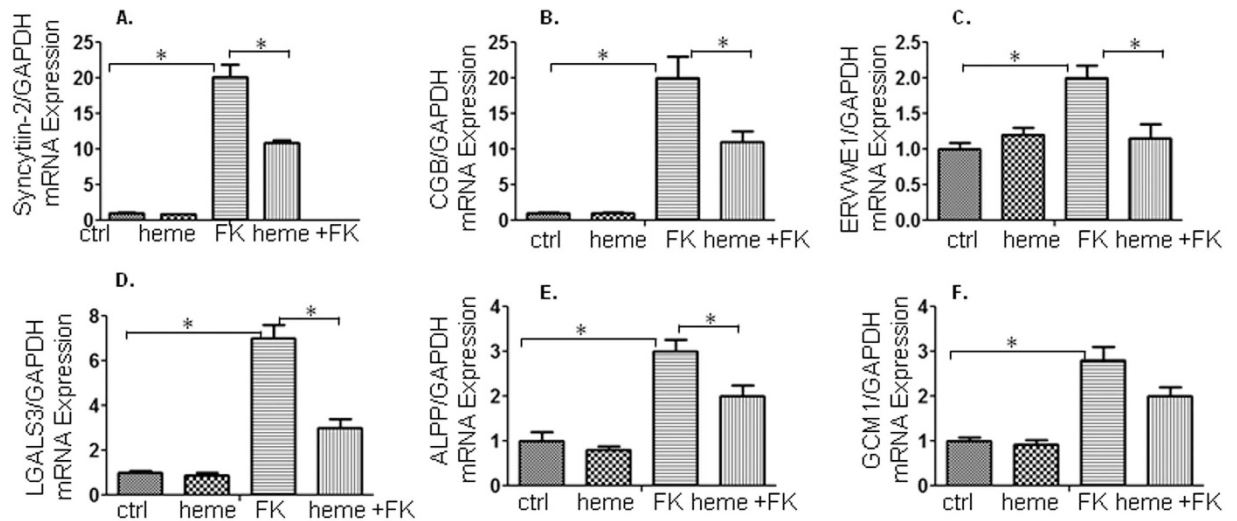 A.
Syncytiin-2/GAPDH
mRNA Expression
25
20
15
10
5
0
*
*
ctrl heme FK heme +FK
B.
CGB/GAPDH
mRNA Expression
25
20
15
10
5
0
*
*
ctrl heme FK heme +FK
C.
ERVWE1/GAPDH
mRNA Expression
2.5
2.0
1.5
1.0
0.5
0.0
*
*
ctrl heme FK heme +FK
D.
LGALS3/GAPDH
mRNA Expression
8
6
4
2
0
*
*
ctrl heme FK heme +FK
E.
ALPP/GAPDH
mRNA Expression
4
3
2
1
0
*
*
ctrl heme FK heme +FK
F.
GCM1/GAPDH
mRNA Expression
4
3
2
1
0
*
ctrl heme FK heme +FK